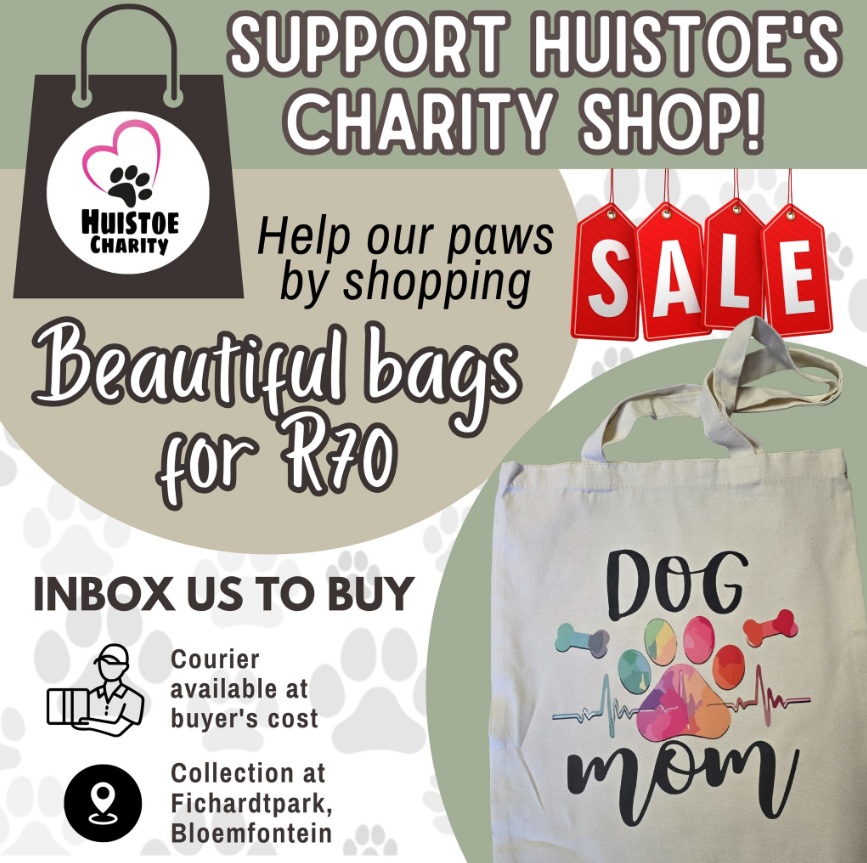 SUPPORT HUISTOE'S
CHARITY SHOP!
HUISTOE
CHARITY
Help our paws
by shopping
SALE
Beautiful bags
for R70
INBOX US TO BUY
Courier
available at
buyer's cost
Collection at
Fichardtpark,
Bloemfontein
DOG
mom